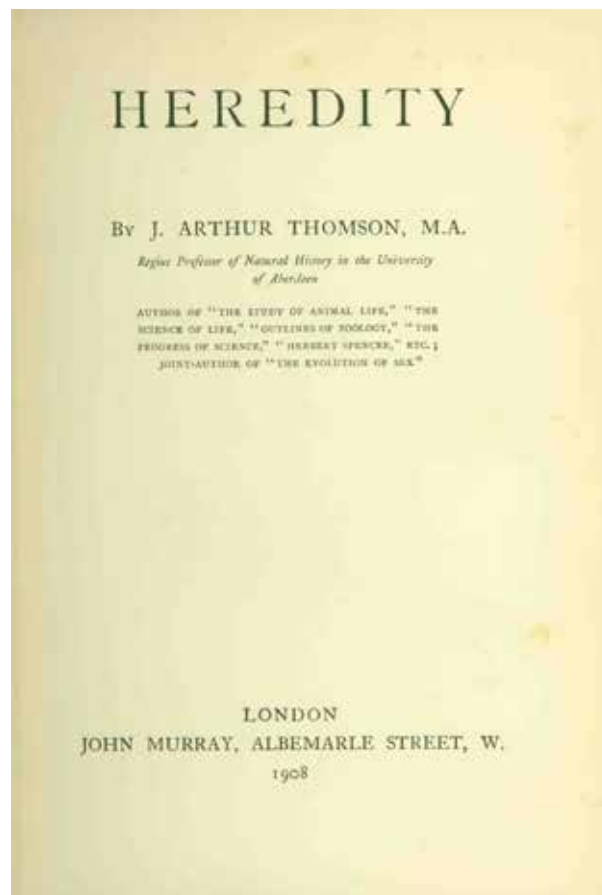 HEREDITY
By J. ARTHUR THOMSON, M.A.
Regius Professor of Natural History in the University
of Aberdeen
AUTHOR OF "THE STUDY OF ANIMAL LIFE," "THE
SCIENCE OF LIFE," "OUTLINES OF ZOOLOGY," "THE
PROGRESS OF SCIENCE," "HERBERT SPENCER," ETC.;
JOINT-AUTHOR OF "THE EVOLUTION OF SEX"
LONDON
JOHN MURRAY, ALBEMARLE STREET, W.
1908